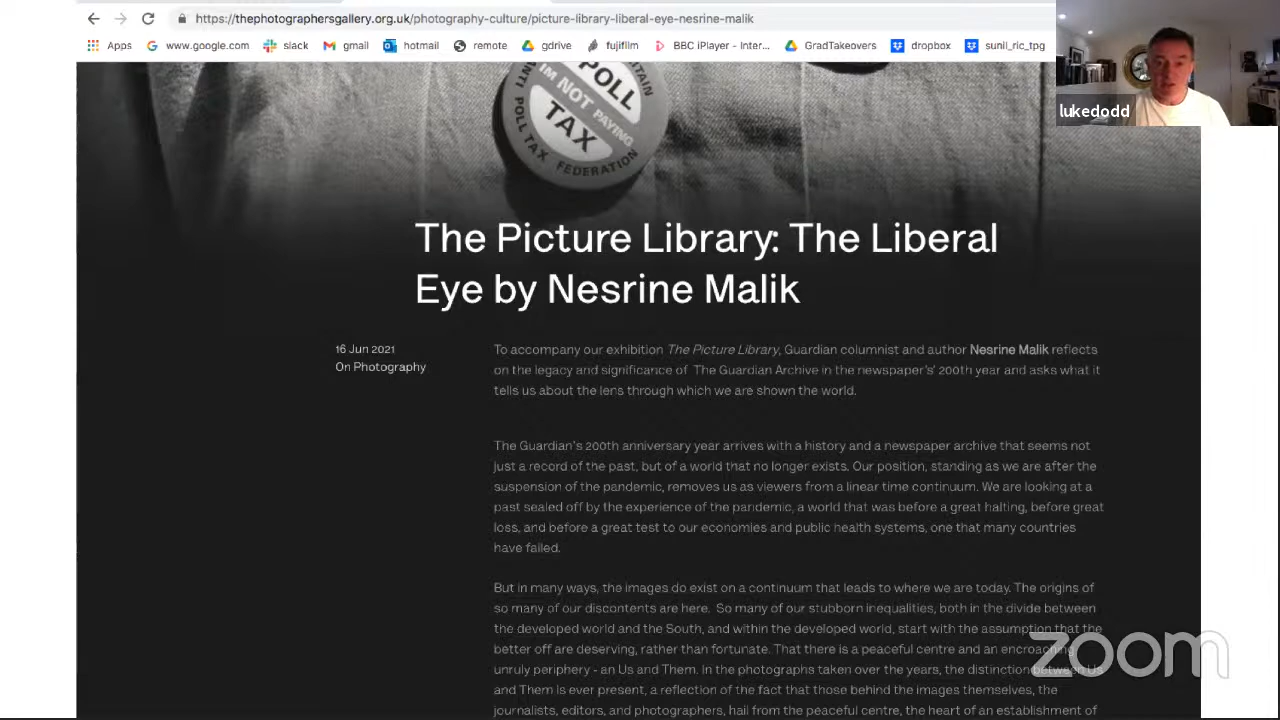 https://thephotographersgallery.org.uk/photography-culture/picture-library-liberal-eye-nesrine-malik
Apps
www.google.com
slack
gmail
hotmail
remote
gdrive
fujifilm
BBC iPlayer - Inter...
GradTakeovers
dropbox
sunil_ric_tpg
lukedodd
POLL
IM NOT PAYING
TAX
ANTI POLL TAX FEDERATION
The Picture Library: The Liberal
Eye by Nesrine Malik
16 Jun 2021
On Photography
To accompany our exhibition The Picture Library, Guardian columnist and author Nesrine Malik reflects
on the legacy and significance of The Guardian Archive in the newspaper's' 200th year and asks what it
tells us about the lens through which we are shown the world.
The Guardian's 200th anniversary year arrives with a history and a newspaper archive that seems not
just a record of the past, but of a world that no longer exists. Our position, standing as we are after the
suspension of the pandemic, removes us as viewers from a linear time continuum. We are looking at a
past sealed off by the experience of the pandemic, a world that was before a great halting, before great
loss, and before a great test to our economies and public health systems, one that many countries
have failed.
But in many ways, the images do exist on a continuum that leads to where we are today. The origins of
so many of our discontents are here. So many of our stubborn inequalities, both in the divide between
the developed world and the South, and within the developed world, start with the assumption that the
better off are deserving, rather than fortunate. That there is a peaceful centre and an encroaching
unruly periphery - an Us and Them. In the photographs taken over the years, the distinction between Us
and Them is ever present, a reflection of the fact that those behind the images themselves, the
journalists, editors, and photographers, hail from the peaceful centre, the heart of an establishment of
zoom